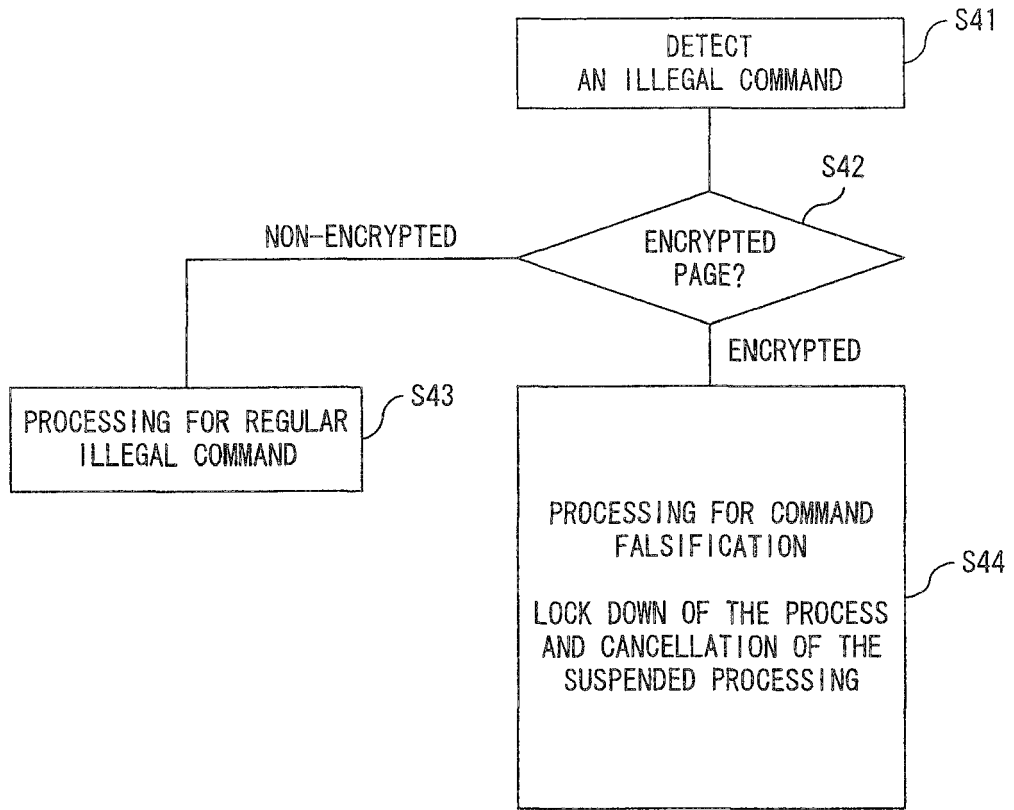 S41
DETECT
AN ILLEGAL COMMAND
S42
NON-ENCRYPTED
ENCRYPTED
PAGE?
ENCRYPTED
S43
PROCESSING FOR REGULAR
ILLEGAL COMMAND
PROCESSING FOR COMMAND
FALSIFICATION
S44
LOCK DOWN OF THE PROCESS
AND CANCELLATION OF THE
SUSPENDED PROCESSING